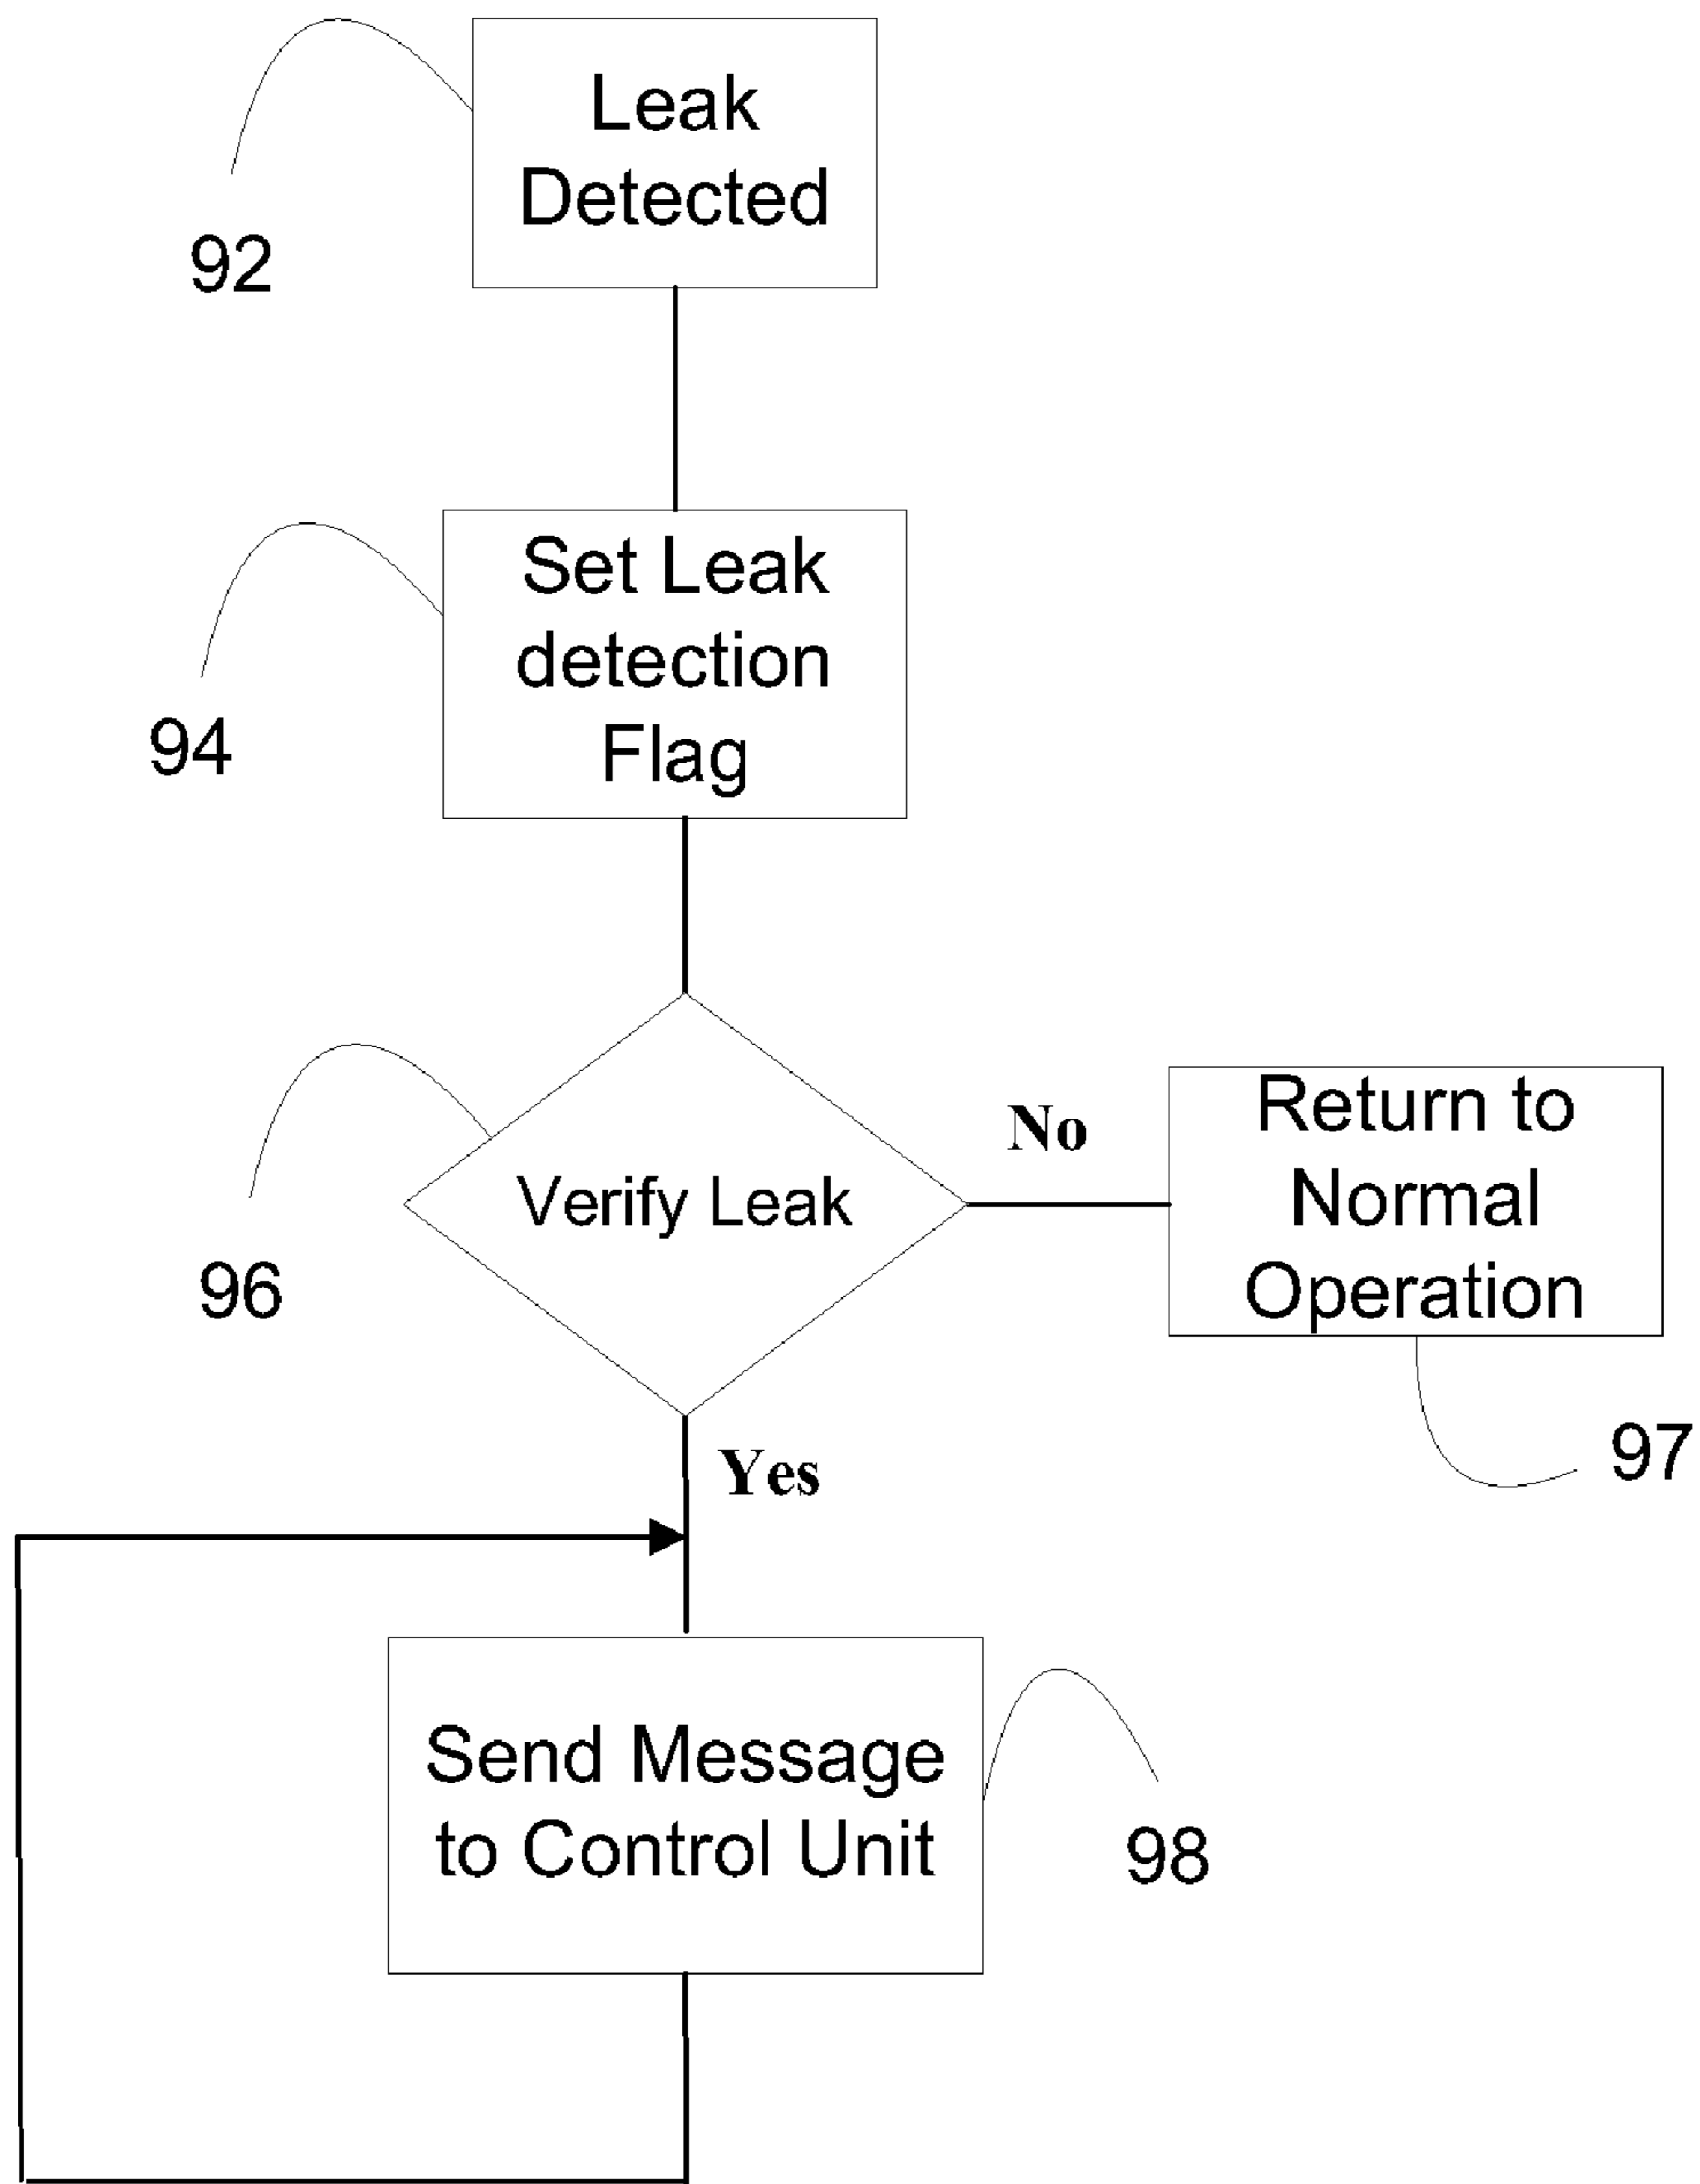 Leak
Detected
92
Set Leak
detection
Flag
94
Verify Leak
96
No
Return to
Normal
Operation
97
Yes
Send Message
to Control Unit
98